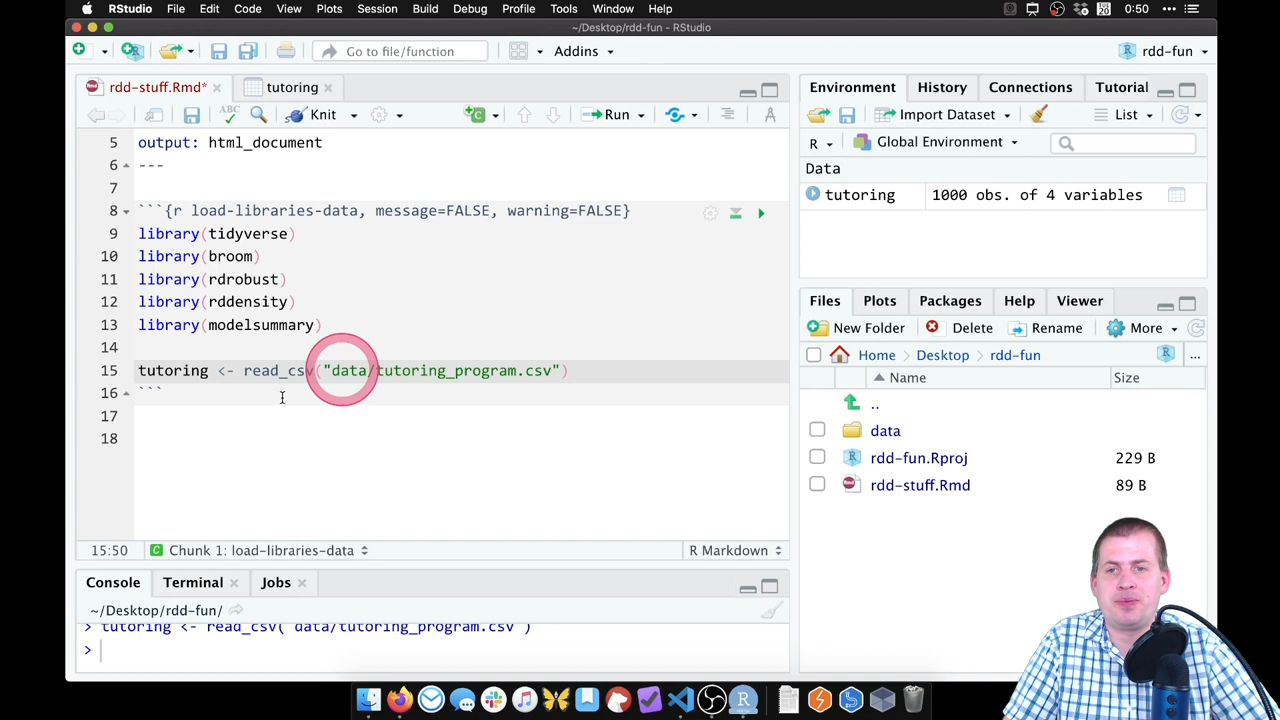 RStudio File Edit Code View Plots Session Build Debug Profile Tools Window Help 0:50
~/Desktop/rdd-fun - RStudio
Go to file/function Addins rdd-fun
rdd-stuff.Rmd* tutoring
ABC Knit Run
5 output: html_document
6 ---
7
8 ```{r load-libraries-data, message=FALSE, warning=FALSE}
9 library(tidyverse)
10 library(broom)
11 library(rdrobust)
12 library(rddensity)
13 library(modelsummary)
14
15 tutoring <- read_csv("data/tutoring_program.csv")
16 ```
17
18
15:50 Chunk 1: load-libraries-data R Markdown
Console Terminal Jobs
~/Desktop/rdd-fun/
> tutoring <- read_csv("data/tutoring_program.csv")
>
Environment History Connections Tutorial
Import Dataset List
R Global Environment
Data
tutoring 1000 obs. of 4 variables
Files Plots Packages Help Viewer
New Folder Delete Rename More
Home Desktop rdd-fun ...
Name Size
..
data
rdd-fun.Rproj 229 B
rdd-stuff.Rmd 89 B